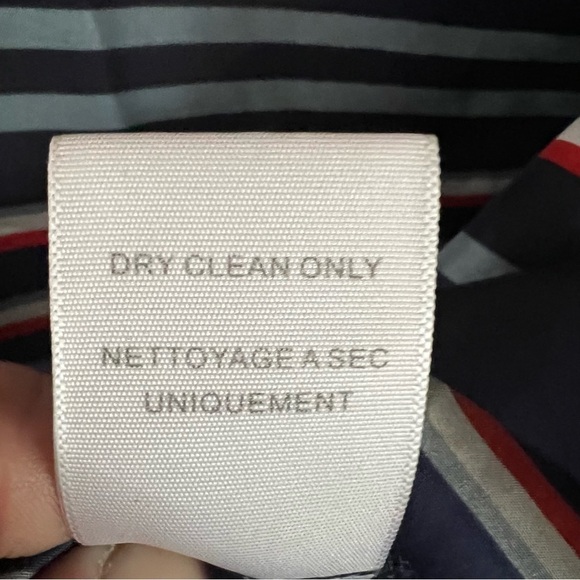 DRY CLEAN ONLY
NETTOYAGE A SEC
UNIQUEMENT